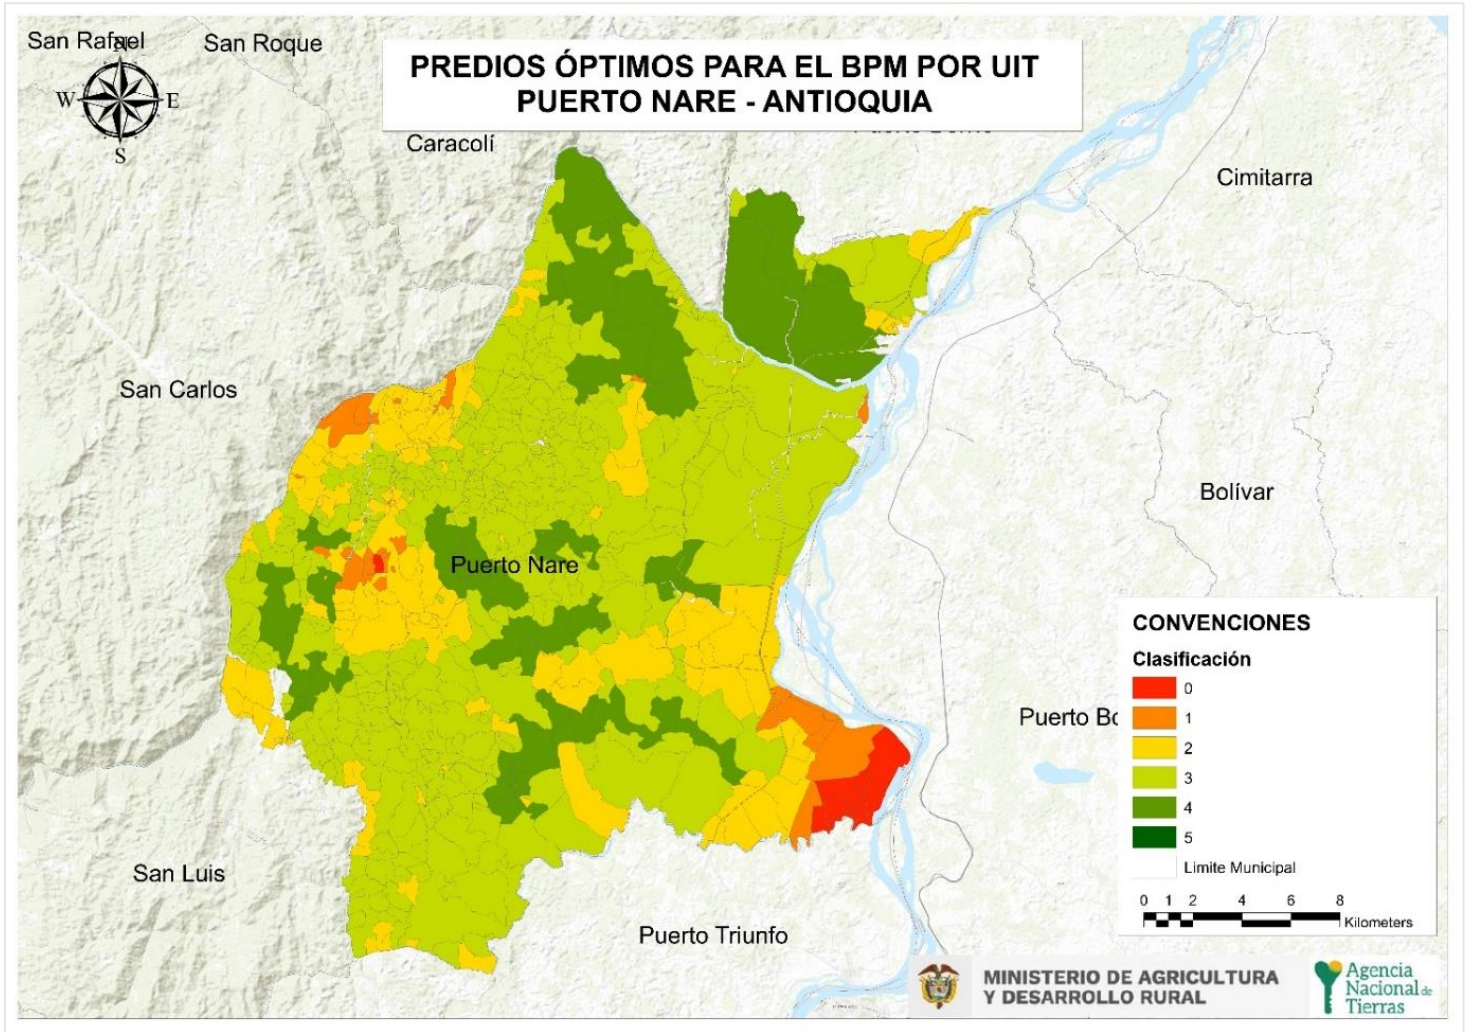 San Rafael
San Roque
PREDIOS ÓPTIMOS PARA EL BPM POR UIT
PUERTO NARE - ANTIOQUIA
N
W
E
S
Caracolí
Cimitarra
San Carlos
Bolívar
Puerto Nare
CONVENCIONES
Clasificación
0
1
2
3
4
5
Limite Municipal
0 1 2 4 6 8
Kilometers
Puerto Bo
San Luis
Puerto Triunfo
MINISTERIO DE AGRICULTURA
Y DESARROLLO RURAL
Agencia
Nacional de
Tierras